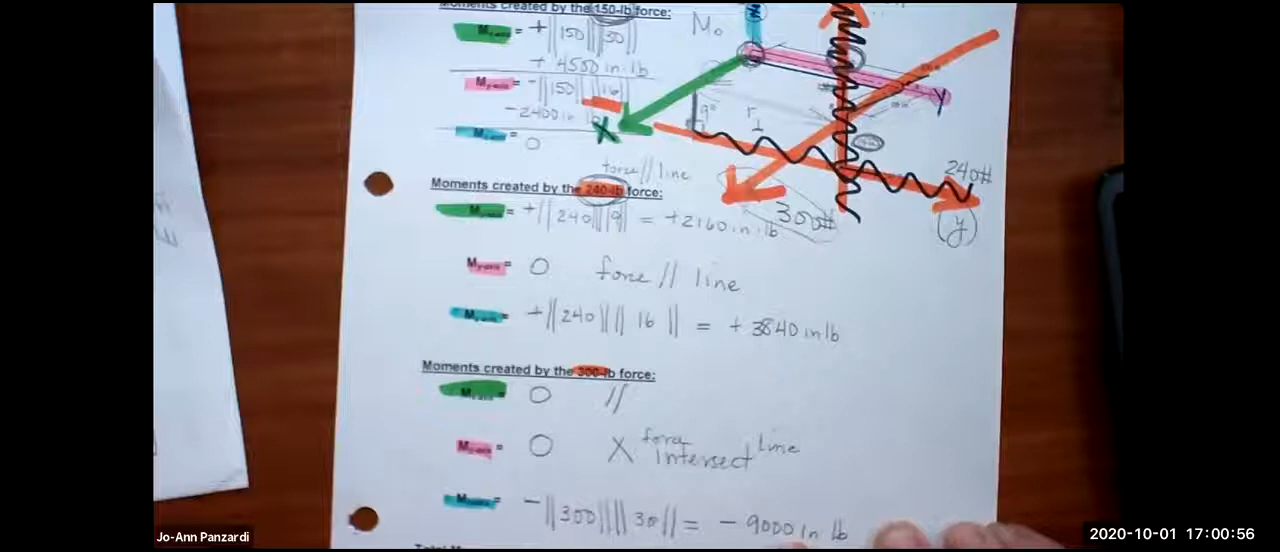 Moments created by the 150-lb force:
Mx-axis = + ||150|| ||30||
+ 4500 in·lb
My-axis = - ||150|| ||16||
- 2400 in lb
Mz-axis = 0
Mo
X
Y
9"
r⊥
240#
300#
(y)
force // line
Moments created by the 240-lb force:
Mx-axis = +||240|| ||9|| = +2160 in·lb
My-axis = 0 force // line
Mz-axis = +||240|| || 16 || = + 3840 in lb
Moments created by the 300-lb force:
Mx-axis = 0 //
My-axis = 0 X force intersect line
Mz-axis = - ||300|| || 30 || = - 9000 in lb
Jo-Ann Panzardi
2020-10-01 17:00:56